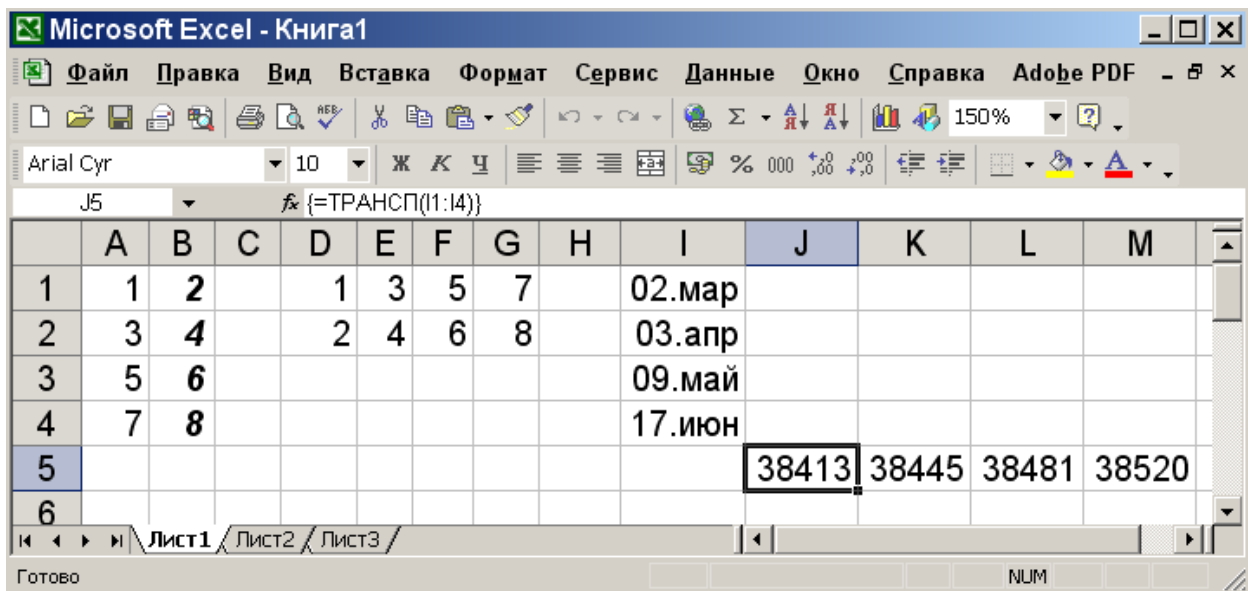 Microsoft Excel - Книга1
Файл Правка Вид Вставка Формат Сервис Данные Окно Справка Adobe PDF
150%
Arial Cyr 10 Ж К Ч % 000
J5 fx {=ТРАНСП(I1:I4)}
A B C D E F G H I J K L M
1 1 2 1 3 5 7 02.мар
2 3 4 2 4 6 8 03.апр
3 5 6 09.май
4 7 8 17.июн
5 38413 38445 38481 38520
6
Лист1 Лист2 Лист3
Готово NUM